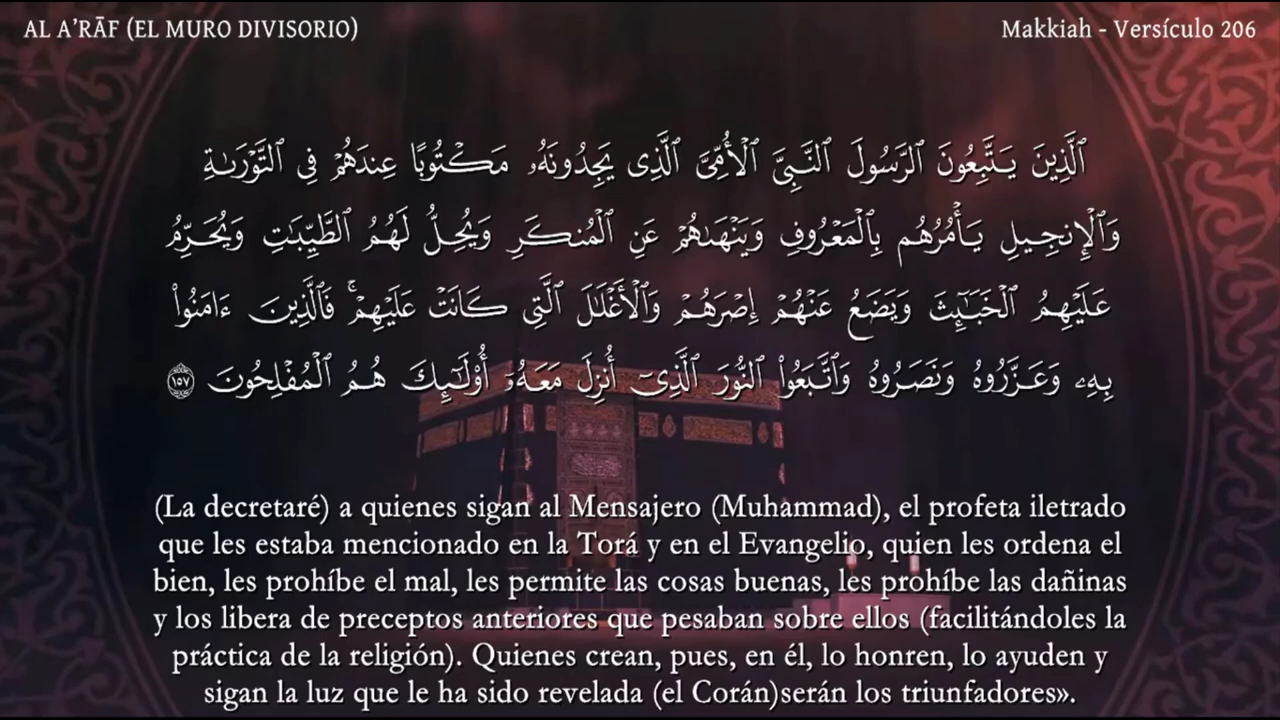 AL A’RĀF (EL MURO DIVISORIO)
Makkiah - Versículo 206
ٱلَّذِينَ يَتَّبِعُونَ ٱلرَّسُولَ ٱلنَّبِىَّ ٱلْأُمِّىَّ ٱلَّذِى يَجِدُونَهُۥ مَكْتُوبًا عِندَهُمْ فِى ٱلتَّوْرَىٰةِ
وَٱلْإِنجِيلِ يَأْمُرُهُم بِٱلْمَعْرُوفِ وَيَنْهَىٰهُمْ عَنِ ٱلْمُنكَرِ وَيُحِلُّ لَهُمُ ٱلطَّيِّبَٰتِ وَيُحَرِّمُ
عَلَيْهِمُ ٱلْخَبَٰٓئِثَ وَيَضَعُ عَنْهُمْ إِصْرَهُمْ وَٱلْأَغْلَٰلَ ٱلَّتِى كَانَتْ عَلَيْهِمْ ۚ فَٱلَّذِينَ ءَامَنُوا۟
بِهِۦ وَعَزَّرُوهُ وَنَصَرُوهُ وَٱتَّبَعُوا۟ ٱلنُّورَ ٱلَّذِىٓ أُنزِلَ مَعَهُۥٓ أُو۟لَٰٓئِكَ هُمُ ٱلْمُفْلِحُونَ ١٥٧
(La decretaré) a quienes sigan al Mensajero (Muhammad), el profeta iletrado
que les estaba mencionado en la Torá y en el Evangelio, quien les ordena el
bien, les prohíbe el mal, les permite las cosas buenas, les prohíbe las dañinas
y los libera de preceptos anteriores que pesaban sobre ellos (facilitándoles la
práctica de la religión). Quienes crean, pues, en él, lo honren, lo ayuden y
sigan la luz que le ha sido revelada (el Corán)serán los triunfadores».